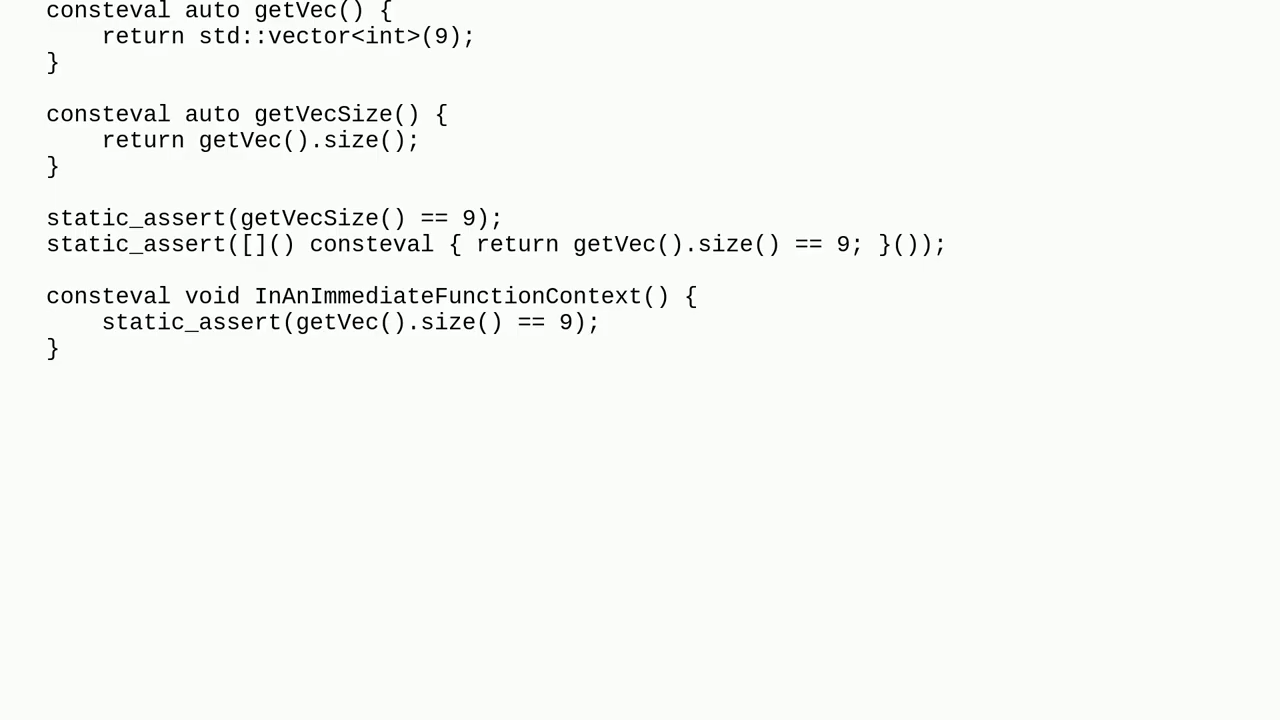 consteval auto getVec() {
    return std::vector<int>(9);
}

consteval auto getVecSize() {
    return getVec().size();
}

static_assert(getVecSize() == 9);
static_assert([]() consteval { return getVec().size() == 9; }());

consteval void InAnImmediateFunctionContext() {
    static_assert(getVec().size() == 9);
}